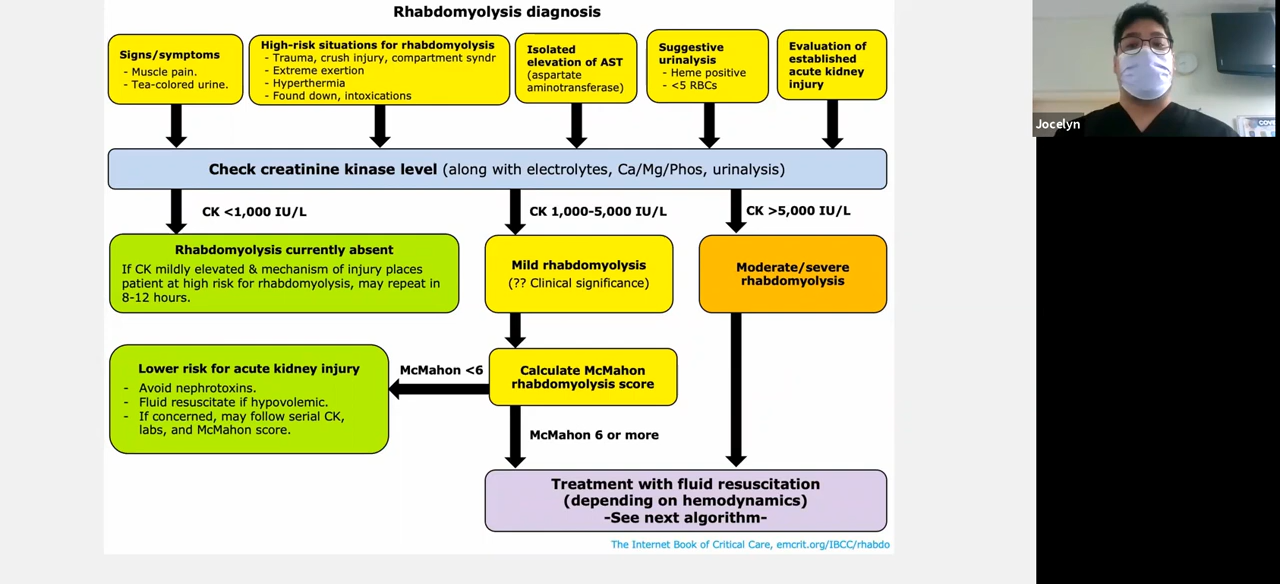 Rhabdomyolysis diagnosis
Signs/symptoms
- Muscle pain.
- Tea-colored urine.
High-risk situations for rhabdomyolysis
- Trauma, crush injury, compartment syndr
- Extreme exertion
- Hyperthermia
- Found down, intoxications
Isolated
elevation of AST
(aspartate
aminotransferase)
Suggestive
urinalysis
- Heme positive
- <5 RBCs
Evaluation of
established
acute kidney
injury
Jocelyn
Check creatinine kinase level (along with electrolytes, Ca/Mg/Phos, urinalysis)
CK <1,000 IU/L
CK 1,000-5,000 IU/L
CK >5,000 IU/L
Rhabdomyolysis currently absent
If CK mildly elevated & mechanism of injury places
patient at high risk for rhabdomyolysis, may repeat in
8-12 hours.
Mild rhabdomyolysis
(?? Clinical significance)
Moderate/severe
rhabdomyolysis
Lower risk for acute kidney injury
- Avoid nephrotoxins.
- Fluid resuscitate if hypovolemic.
- If concerned, may follow serial CK,
labs, and McMahon score.
McMahon <6
Calculate McMahon
rhabdomyolysis score
McMahon 6 or more
Treatment with fluid resuscitation
(depending on hemodynamics)
-See next algorithm-
The Internet Book of Critical Care, emcrit.org/IBCC/rhabdo